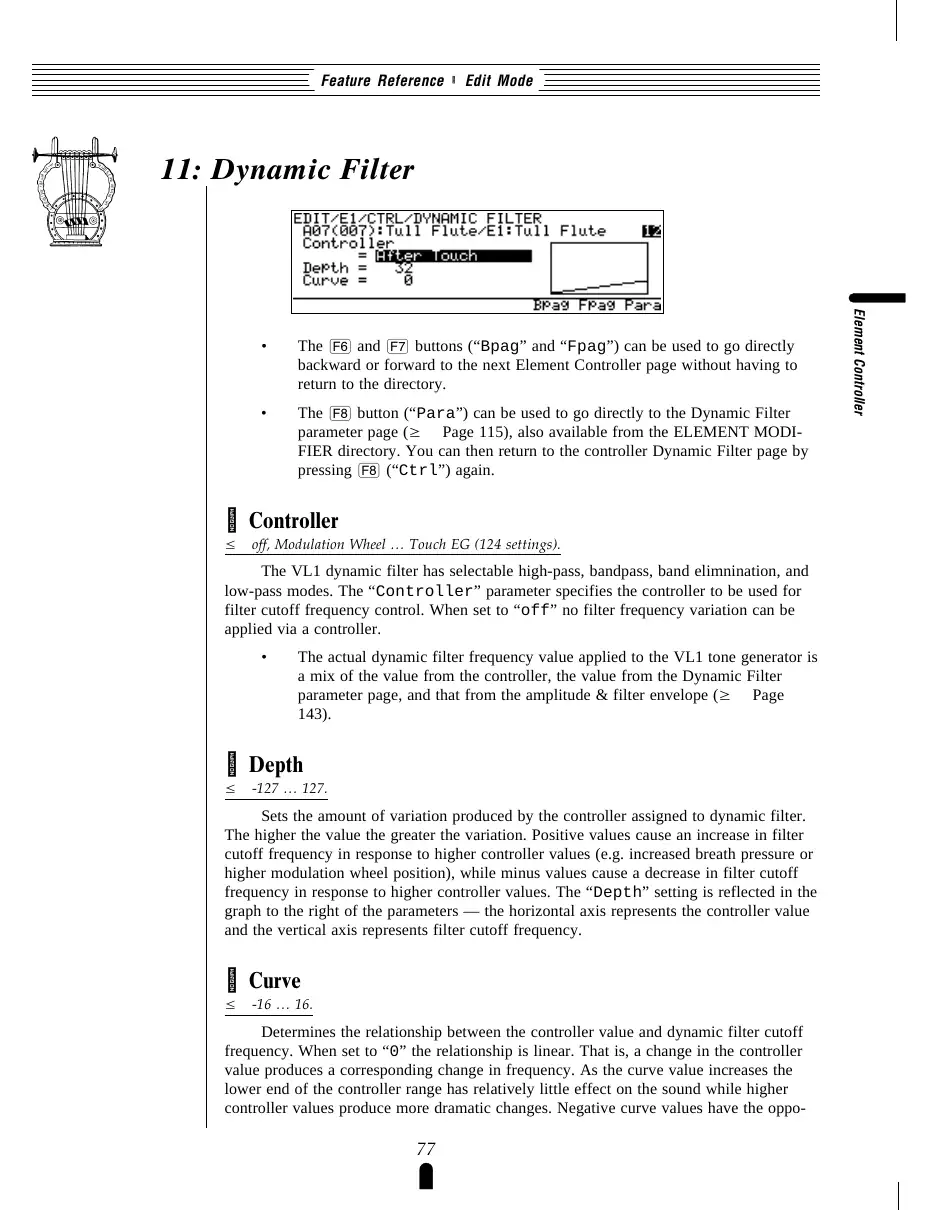 Feature Reference Edit Mode
11: Dynamic Filter
EDIT/E1/CTRL/DYNAMIC FILTER
A07(007):Tull Flute/E1:Tull Flute 12
Controller
= After Touch
Depth = 32
Curve = 0
Bpag Fpag Para
Element Controller
• The F6 and F7 buttons (“Bpag” and “Fpag”) can be used to go directly
backward or forward to the next Element Controller page without having to
return to the directory.
• The F8 button (“Para”) can be used to go directly to the Dynamic Filter
parameter page (≥ Page 115), also available from the ELEMENT MODI-
FIER directory. You can then return to the controller Dynamic Filter page by
pressing F8 (“Ctrl”) again.
NO GRAPH Controller
≤ off, Modulation Wheel … Touch EG (124 settings).
The VL1 dynamic filter has selectable high-pass, bandpass, band elimnination, and
low-pass modes. The “Controller” parameter specifies the controller to be used for
filter cutoff frequency control. When set to “off” no filter frequency variation can be
applied via a controller.
• The actual dynamic filter frequency value applied to the VL1 tone generator is
a mix of the value from the controller, the value from the Dynamic Filter
parameter page, and that from the amplitude & filter envelope (≥ Page
143).
NO GRAPH Depth
≤ -127 … 127.
Sets the amount of variation produced by the controller assigned to dynamic filter.
The higher the value the greater the variation. Positive values cause an increase in filter
cutoff frequency in response to higher controller values (e.g. increased breath pressure or
higher modulation wheel position), while minus values cause a decrease in filter cutoff
frequency in response to higher controller values. The “Depth” setting is reflected in the
graph to the right of the parameters — the horizontal axis represents the controller value
and the vertical axis represents filter cutoff frequency.
NO GRAPH Curve
≤ -16 … 16.
Determines the relationship between the controller value and dynamic filter cutoff
frequency. When set to “0” the relationship is linear. That is, a change in the controller
value produces a corresponding change in frequency. As the curve value increases the
lower end of the controller range has relatively little effect on the sound while higher
controller values produce more dramatic changes. Negative curve values have the oppo-
77